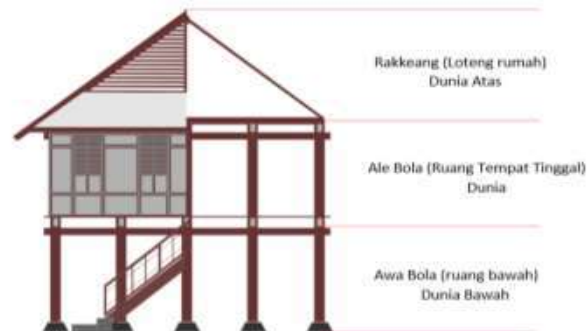 Rakkeang (Loteng rumah)
Dunia Atas
Ale Bola (Ruang Tempat Tinggal)
Dunia
Awa Bola (ruang bawah)
Dunia Bawah